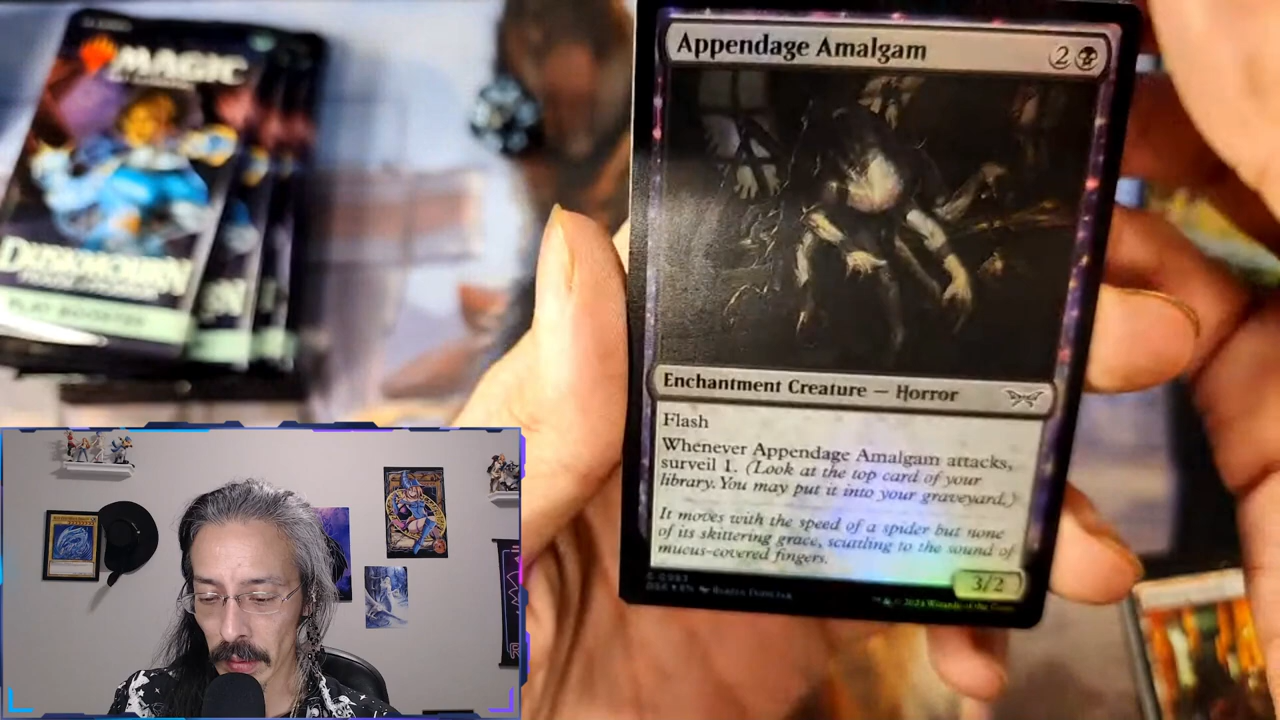 MAGIC
DUSKMOURN
PLAY BOOSTER
Appendage Amalgam
2
Enchantment Creature — Horror
Flash
Whenever Appendage Amalgam attacks,
surveil 1. (Look at the top card of your
library. You may put it into your graveyard.)
It moves with the speed of a spider but none
of its skittering grace, scuttling to the sound of
mucus-covered fingers.
3/2